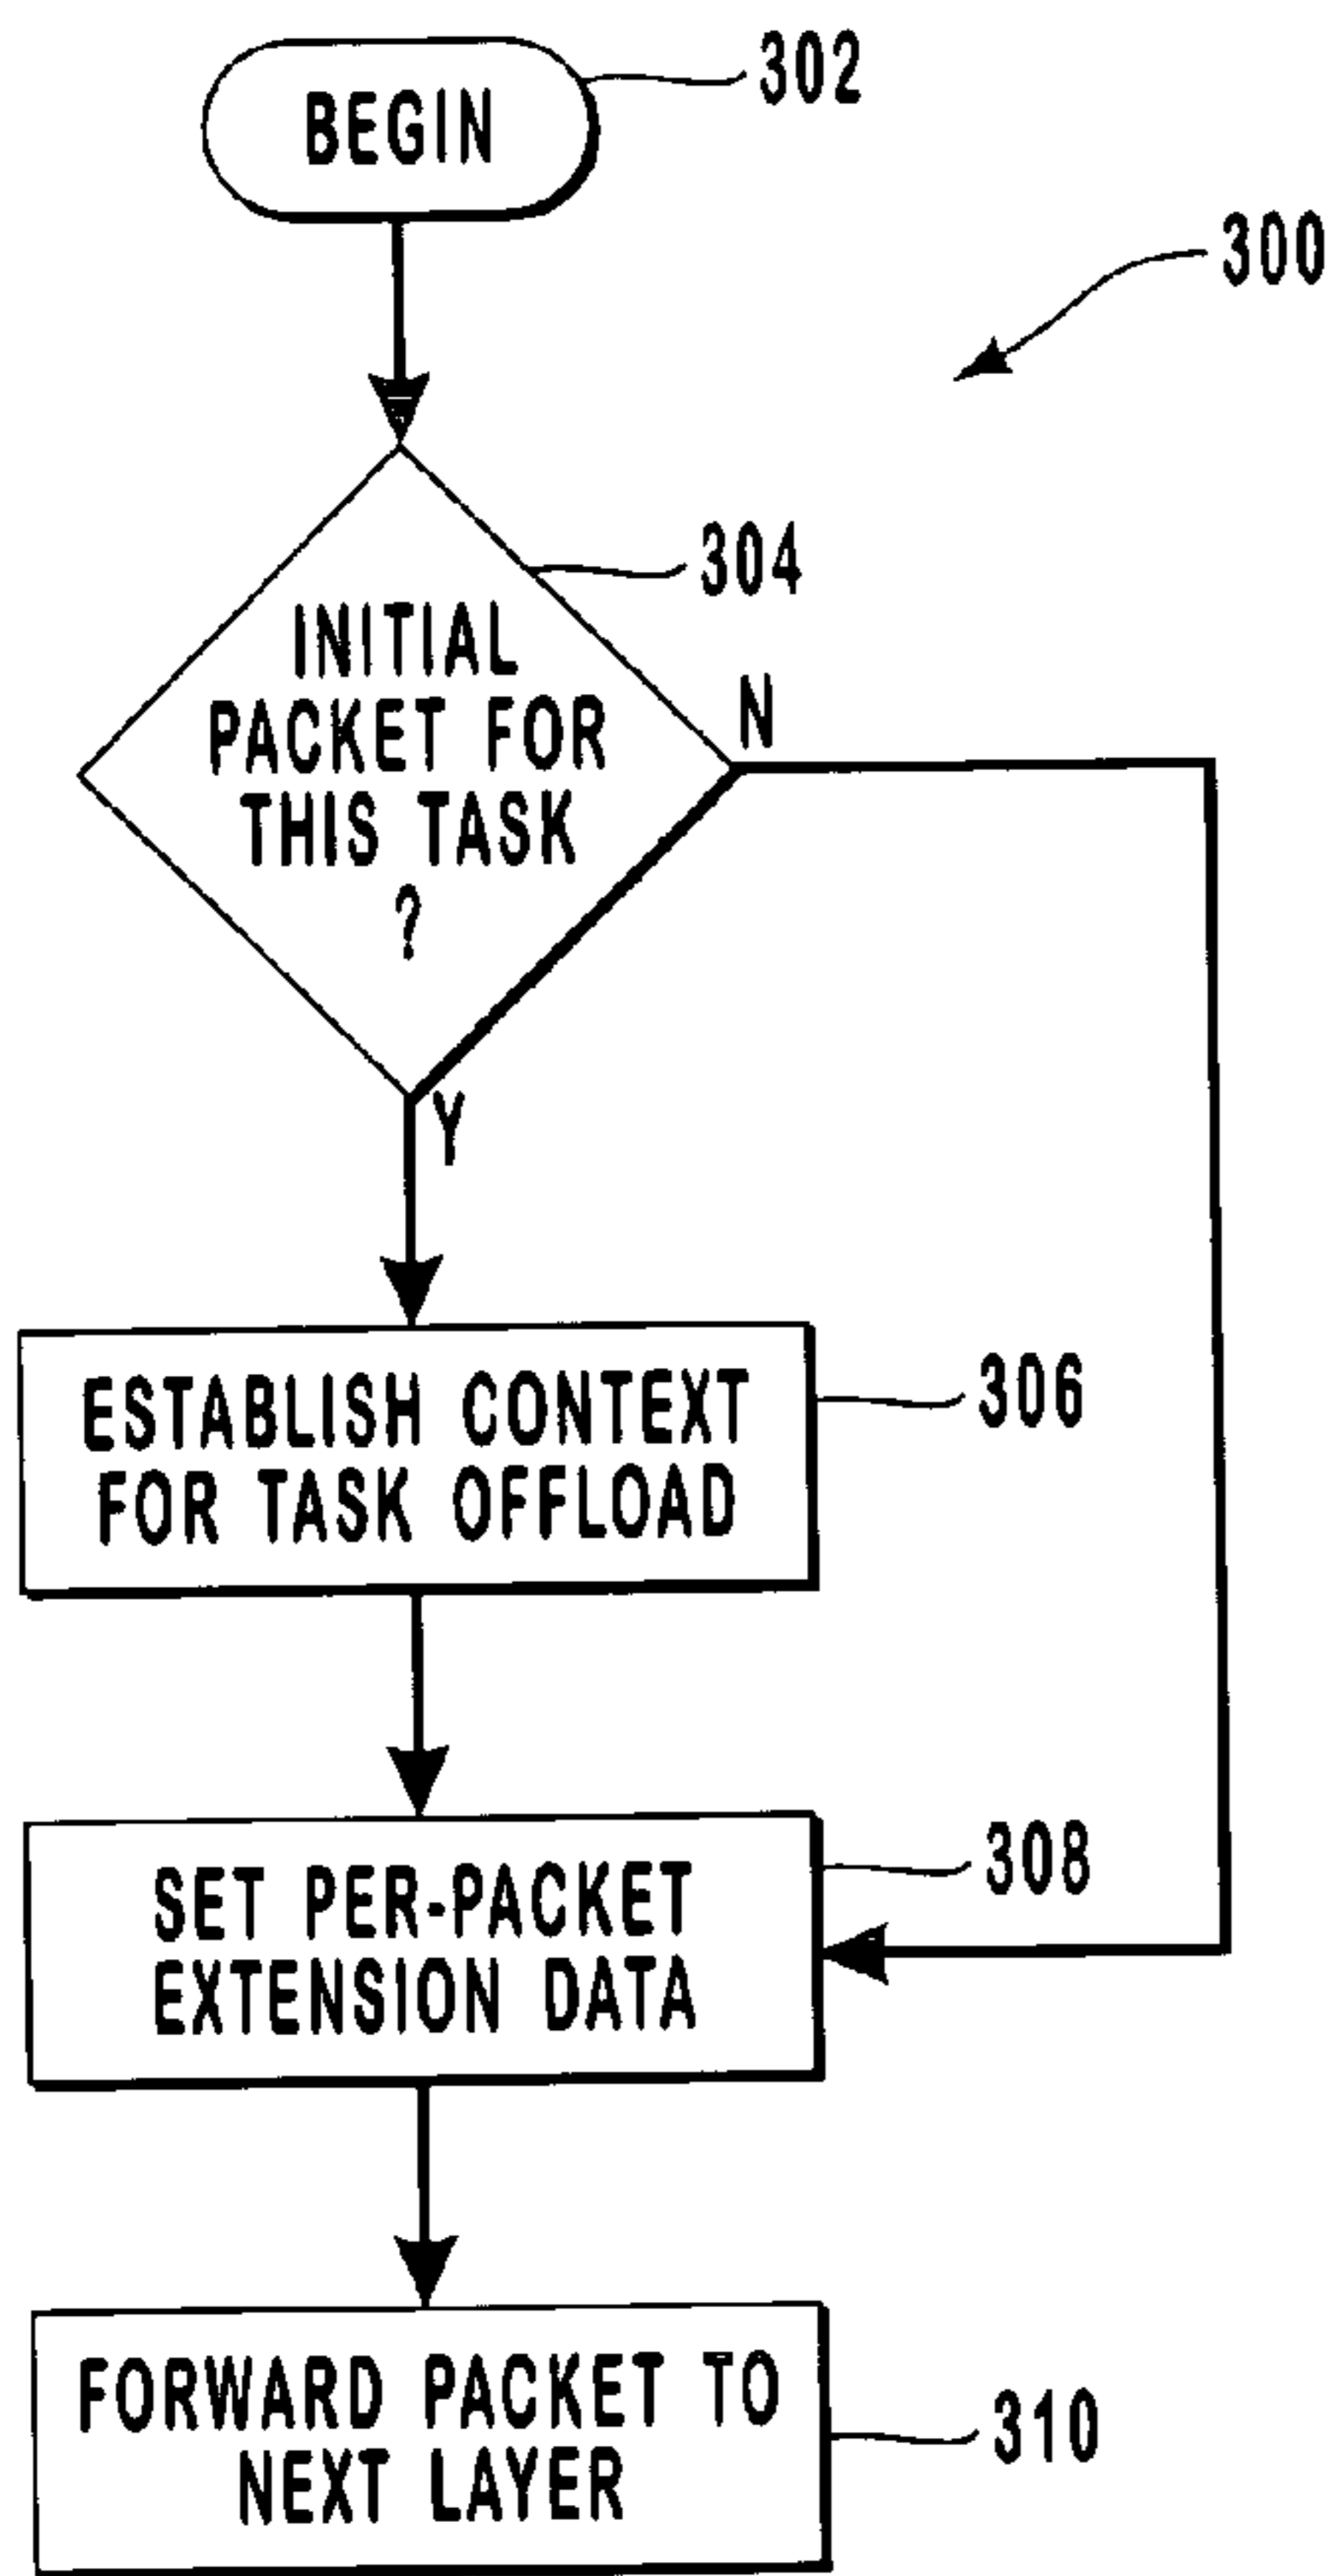 BEGIN
302
300
304
INITIAL
PACKET FOR
THIS TASK
?
N
Y
ESTABLISH CONTEXT
FOR TASK OFFLOAD
306
SET PER-PACKET
EXTENSION DATA
308
FORWARD PACKET TO
NEXT LAYER
310